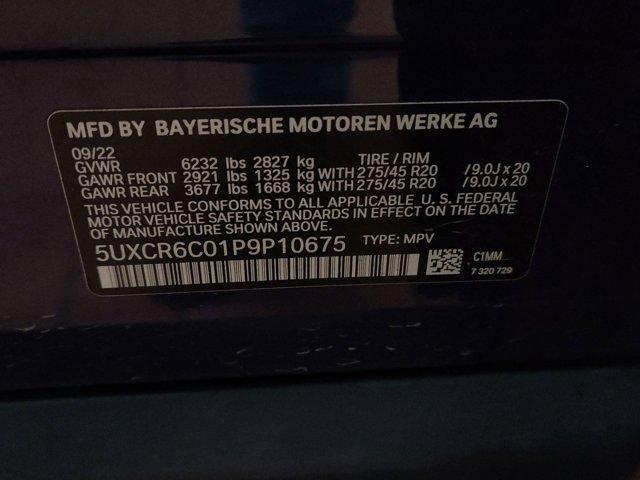 MFD BY BAYERISCHE MOTOREN WERKE AG
09/22
GVWR 6232 lbs 2827 kg TIRE / RIM
GAWR FRONT 2921 lbs 1325 kg WITH 275/45 R20 / 9.0J x 20
GAWR REAR 3677 lbs 1668 kg WITH 275/45 R20 / 9.0J x 20
THIS VEHICLE CONFORMS TO ALL APPLICABLE U. S. FEDERAL
MOTOR VEHICLE SAFETY STANDARDS IN EFFECT ON THE
DATE OF MANUFACTURE SHOWN ABOVE.
5UXCR6C01P9P10675 TYPE: MPV
C1MM
7 320 729